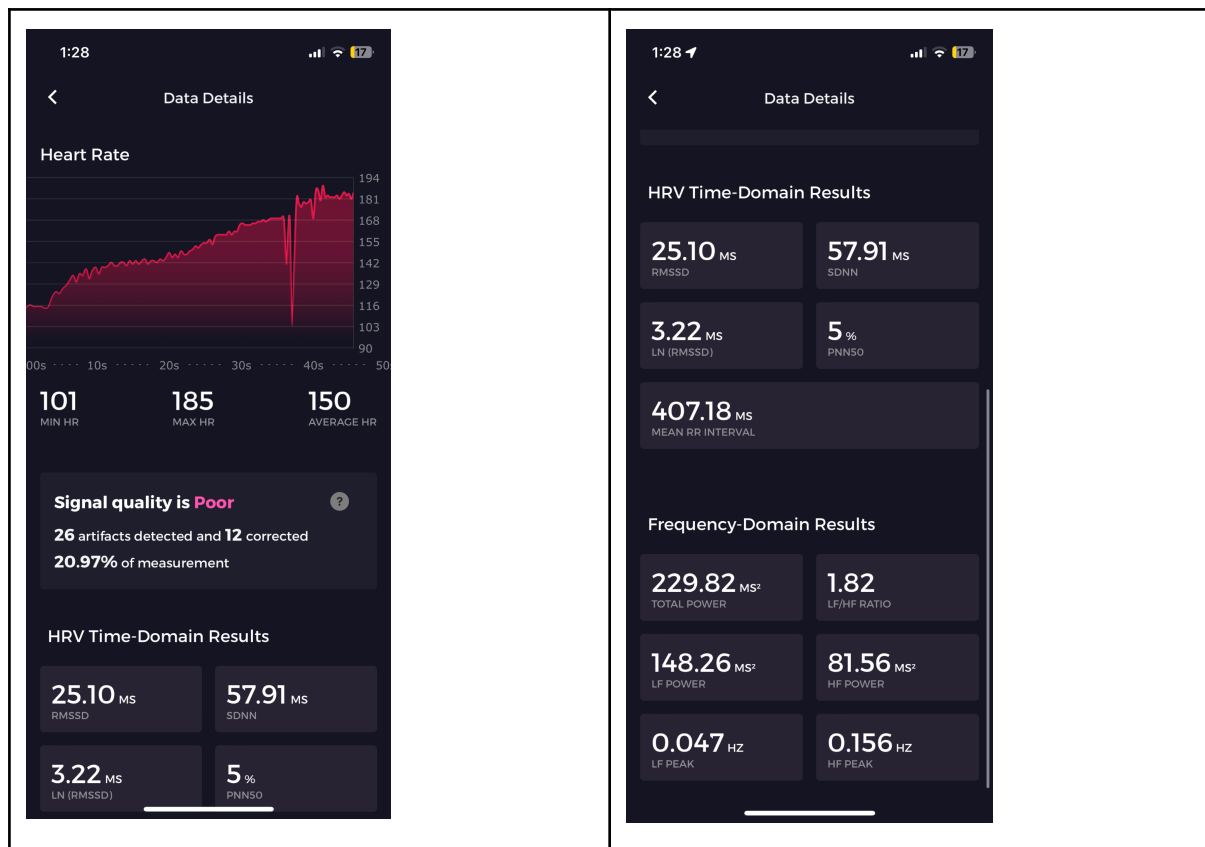 1:28
17
Data Details
Heart Rate
194
181
168
155
142
129
116
103
90
00s ···· 10s ····· 20s ····· 30s ····· 40s ····· 50
101 185 150
MIN HR MAX HR AVERAGE HR
Signal quality is Poor ?
26 artifacts detected and 12 corrected
20.97% of measurement
HRV Time-Domain Results
25.10 MS 57.91 MS
RMSSD SDNN
3.22 MS 5 %
LN (RMSSD) PNN50
1:28
17
Data Details
HRV Time-Domain Results
25.10 MS 57.91 MS
RMSSD SDNN
3.22 MS 5 %
LN (RMSSD) PNN50
407.18 MS
MEAN RR INTERVAL
Frequency-Domain Results
229.82 MS² 1.82
TOTAL POWER LF/HF RATIO
148.26 MS² 81.56 MS²
LF POWER HF POWER
0.047 HZ 0.156 HZ
LF PEAK HF PEAK